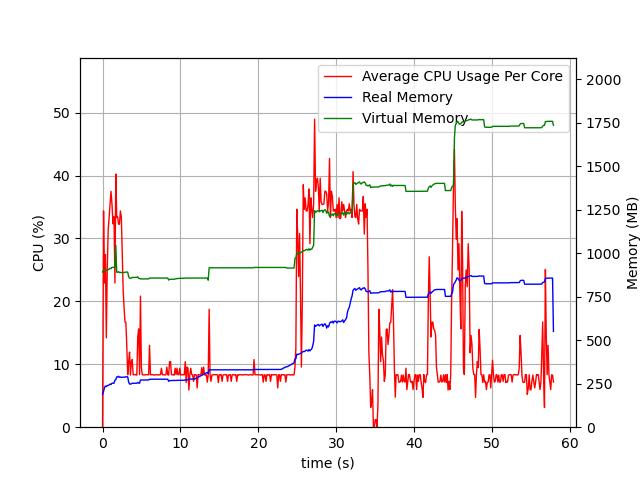 Average CPU Usage Per Core
Real Memory
Virtual Memory
CPU (%)
50
40
30
20
10
0
2000
1750
1500
1250
1000
750
500
250
0
Memory (MB)
0 10 20 30 40 50 60
time (s)